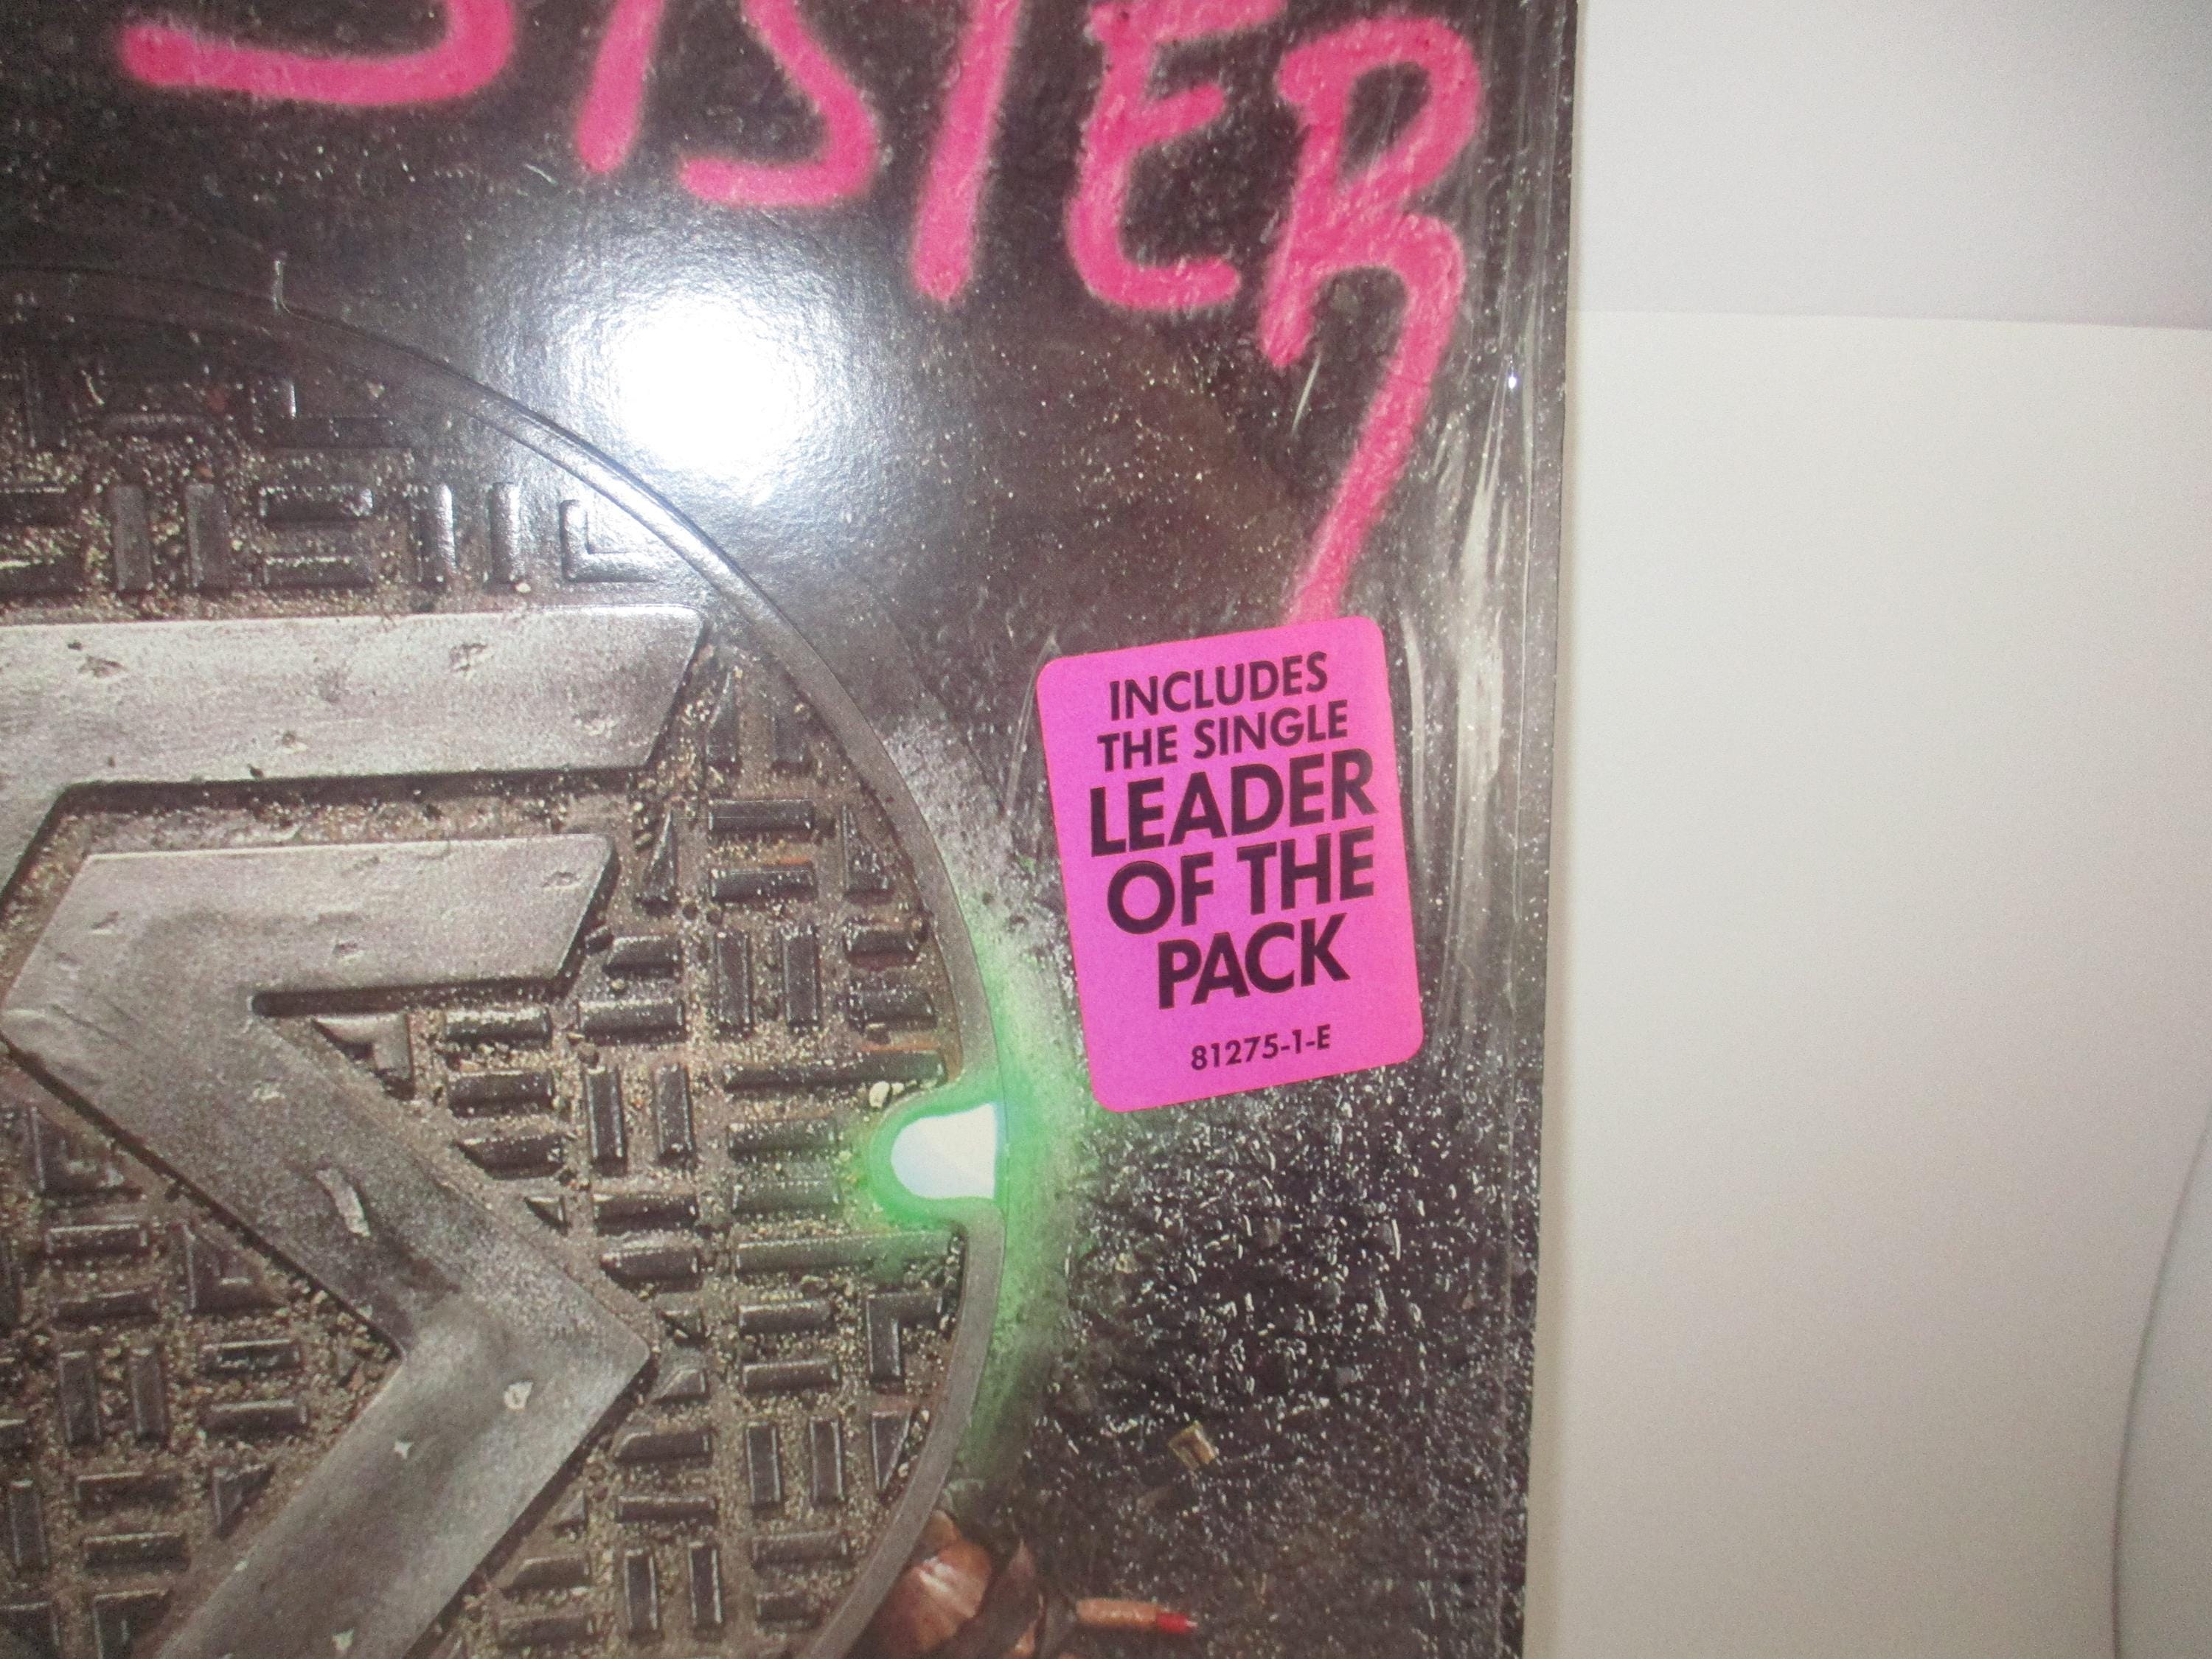 SISTER
INCLUDES
THE SINGLE
LEADER
OF THE
PACK
81275-1-E